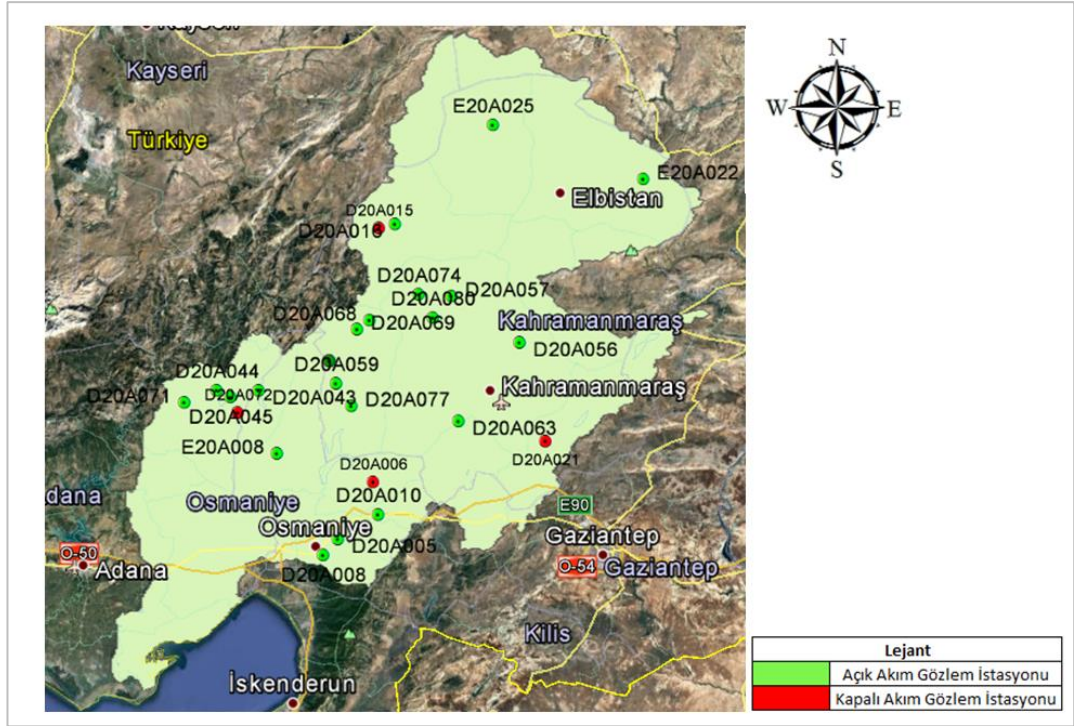 Kayseri
Kayseri
Türkiye
E20A025
E20A022
Elbistan
D20A015
D20A016
D20A074
D20A080
D20A057
D20A068
D20A069
Kahramanmaraş
D20A056
D20A059
D20A044
D20A071
D20A072
D20A043
D20A045
D20A077
Kahramanmaraş
D20A063
E20A008
D20A021
D20A006
D20A010
dana
Osmaniye
Osmaniye
E90
Gaziantep
D20A005
O-50
Adana
D20A008
O-54
Gaziantep
Kilis
İskenderun
N
W
E
S
Lejant
Açık Akım Gözlem İstasyonu
Kapalı Akım Gözlem İstasyonu